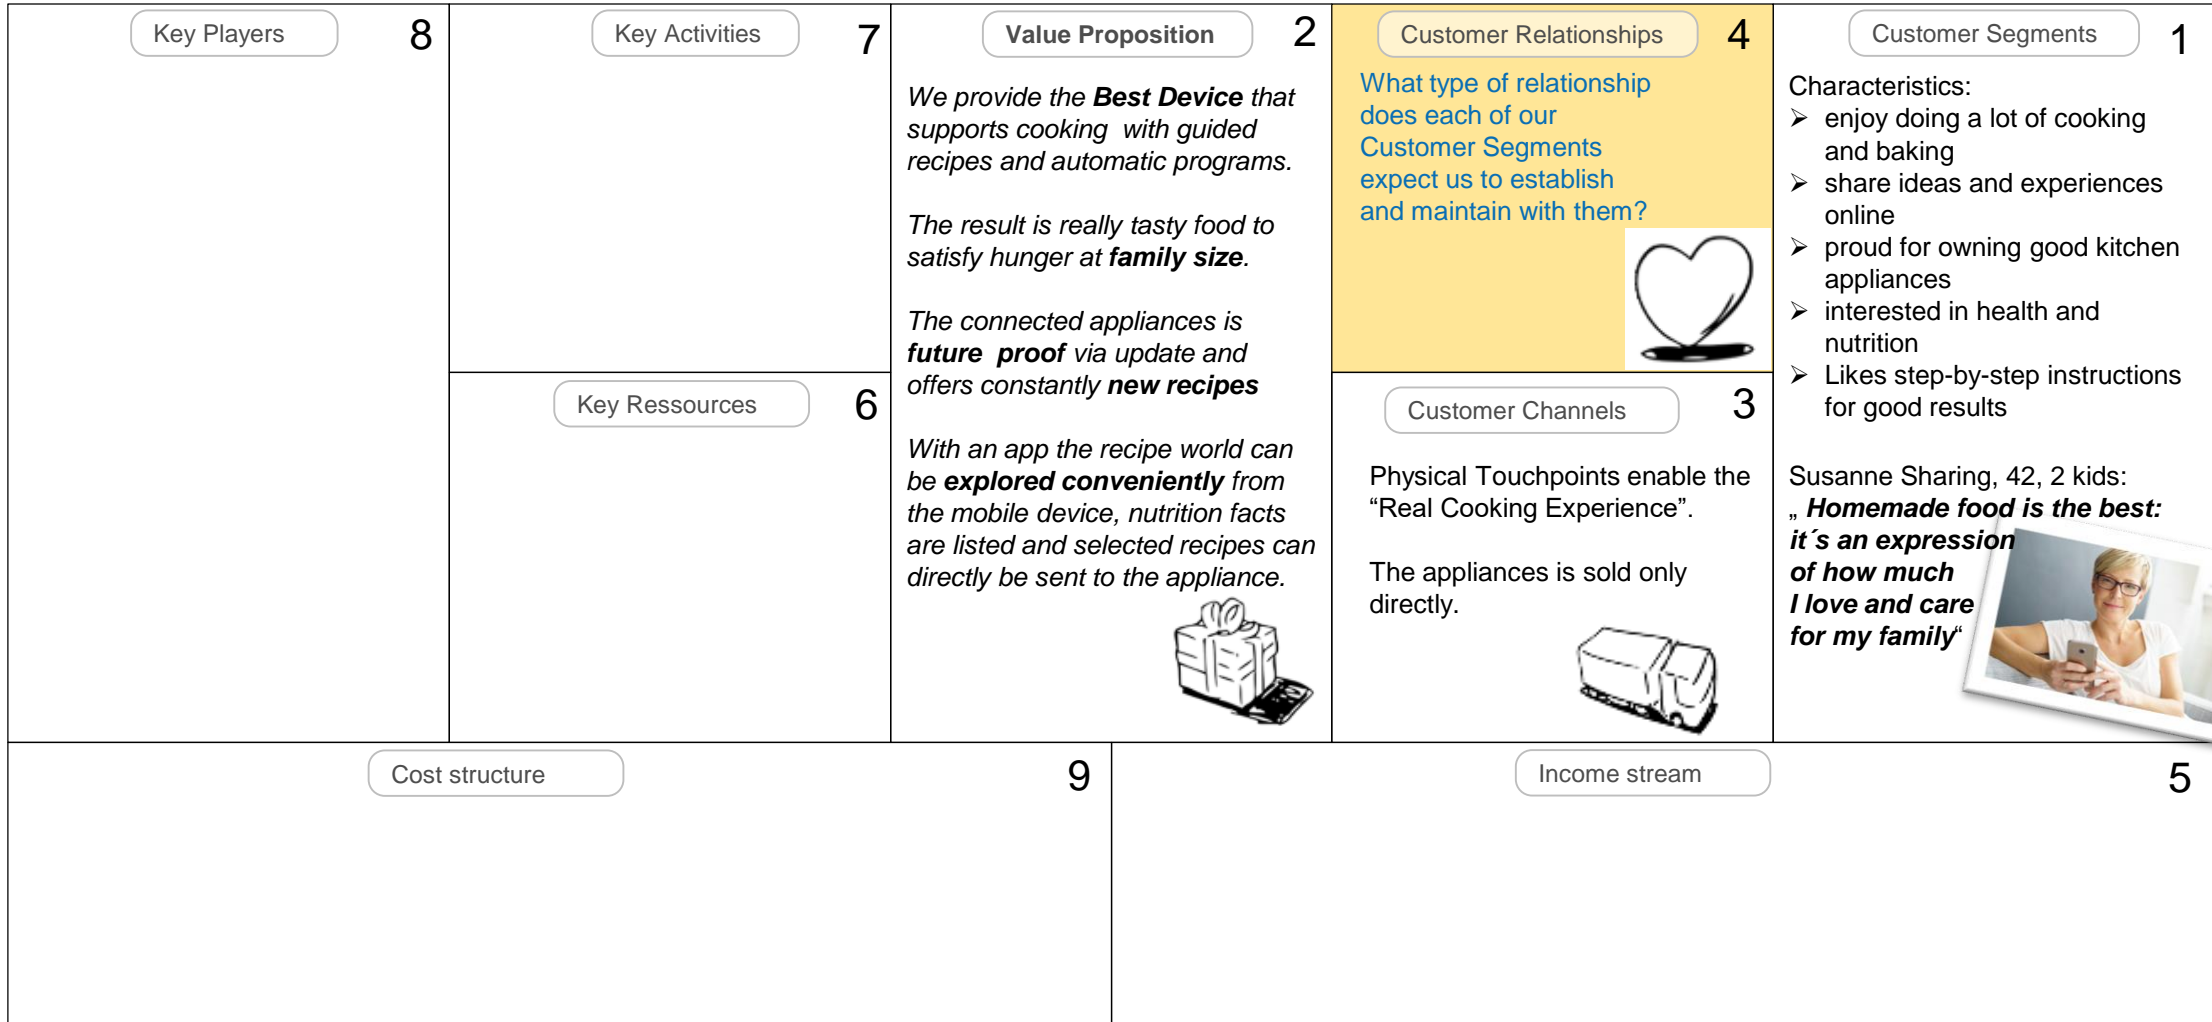 Key Players
8
Key Activities
7
Value Proposition
2
We provide the Best Device that
supports cooking  with guided
recipes and automatic programs.
The result is really tasty food to
satisfy hunger at family size.
The connected appliances is
future  proof via update and
offers constantly new recipes
With an app the recipe world can
be explored conveniently from
the mobile device, nutrition facts
are listed and selected recipes can
directly be sent to the appliance.
Customer Relationships
4
What type of relationship
does each of our
Customer Segments
expect us to establish
and maintain with them?
Customer Segments
1
Characteristics:
➢ enjoy doing a lot of cooking
and baking
➢ share ideas and experiences
online
➢ proud for owning good kitchen
appliances
➢ interested in health and
nutrition
➢ Likes step-by-step instructions
for good results
Susanne Sharing, 42, 2 kids:
„ Homemade food is the best:
it´s an expression
of how much
I love and care
for my family“
Key Ressources
6
Customer Channels
3
Physical Touchpoints enable the
“Real Cooking Experience”.
The appliances is sold only
directly.
Cost structure
9
Income stream
5